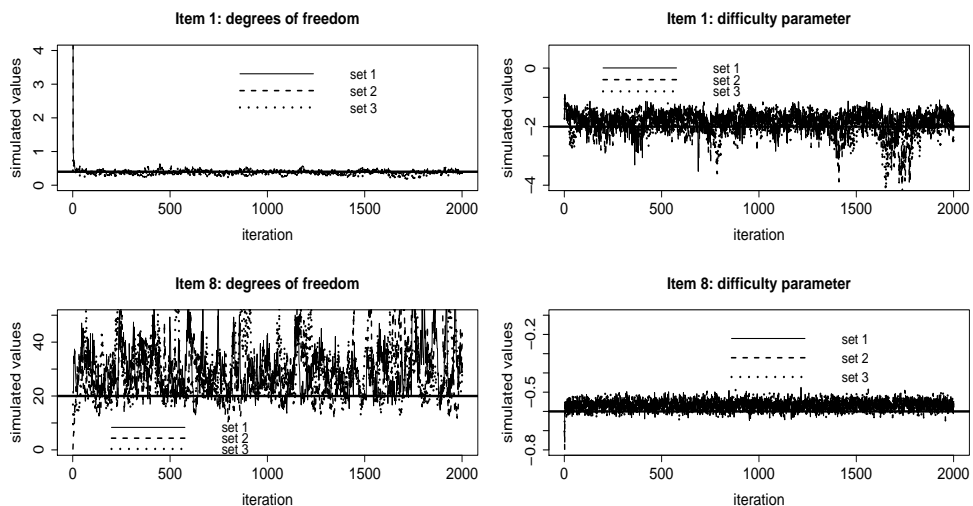 Item 1: degrees of freedom
simulated values
0 1 2 3 4
set 1
set 2
set 3
0 500 1000 1500 2000
iteration
Item 1: difficulty parameter
simulated values
−4 −2 0
set 1
set 2
set 3
0 500 1000 1500 2000
iteration
Item 8: degrees of freedom
simulated values
0 20 40
set 1
set 2
set 3
0 500 1000 1500 2000
iteration
Item 8: difficulty parameter
simulated values
−0.8 −0.5 −0.2
set 1
set 2
set 3
0 500 1000 1500 2000
iteration